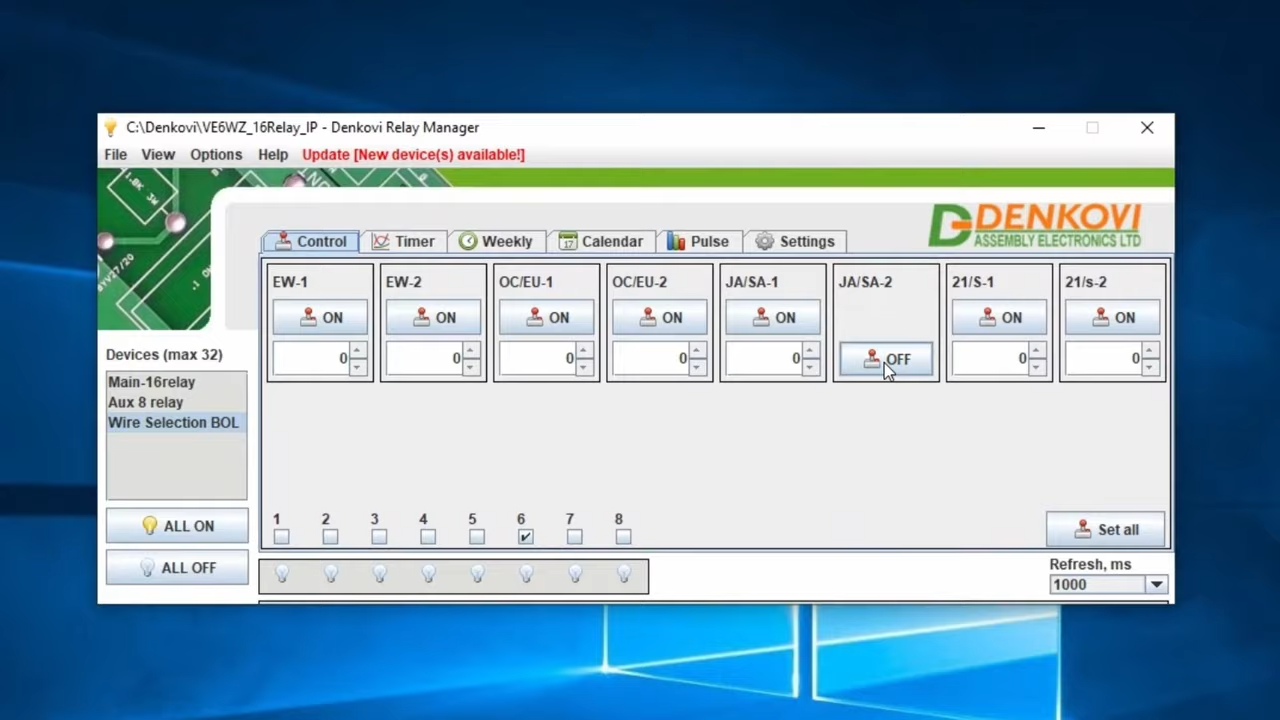 C:\Denkovi\VE6WZ_16Relay_IP - Denkovi Relay Manager
File View Options Help Update [New device(s) available!]
DENKOVI
ASSEMBLY ELECTRONICS LTD
Control Timer Weekly 17 Calendar Pulse Settings
EW-1 EW-2 OC/EU-1 OC/EU-2 JA/SA-1 JA/SA-2 21/S-1 21/s-2
ON ON ON ON ON ON ON
0 0 0 0 0 OFF 0 0
Devices (max 32)
Main-16relay
Aux 8 relay
Wire Selection BOL
1 2 3 4 5 6 7 8
ALL ON
Set all
ALL OFF
Refresh, ms
1000